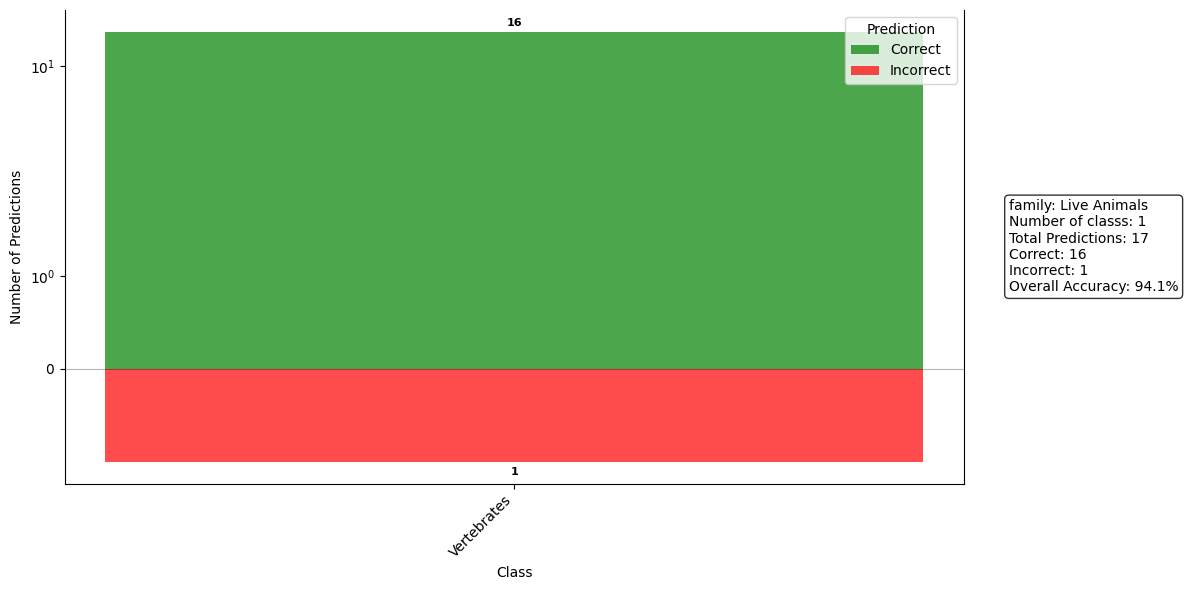 16
Prediction
Correct
Incorrect
10¹
10⁰
0
Number of Predictions
1
Vertebrates
Class
family: Live Animals
Number of classs: 1
Total Predictions: 17
Correct: 16
Incorrect: 1
Overall Accuracy: 94.1%